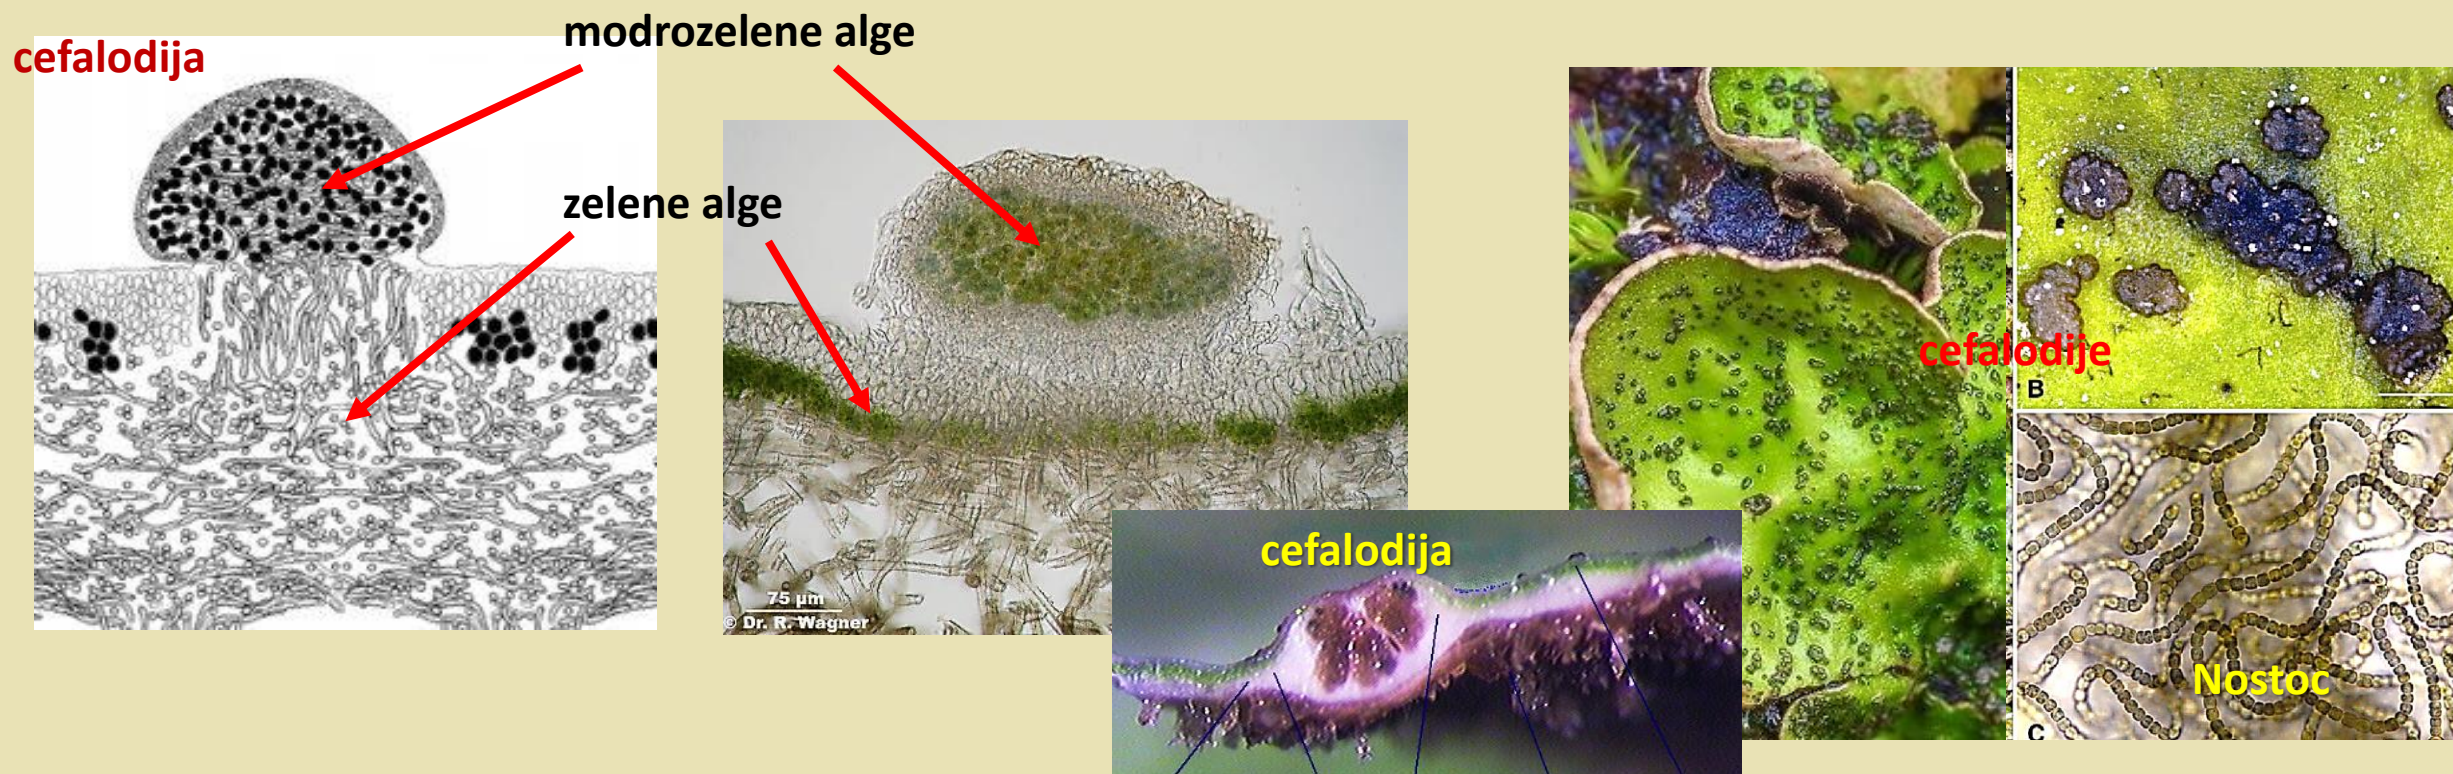 modrozelene alge
cefalodija
zelene alge
cefalodije
B
cefalodija
75 µm
© Dr. R. Wagner
Nostoc
C